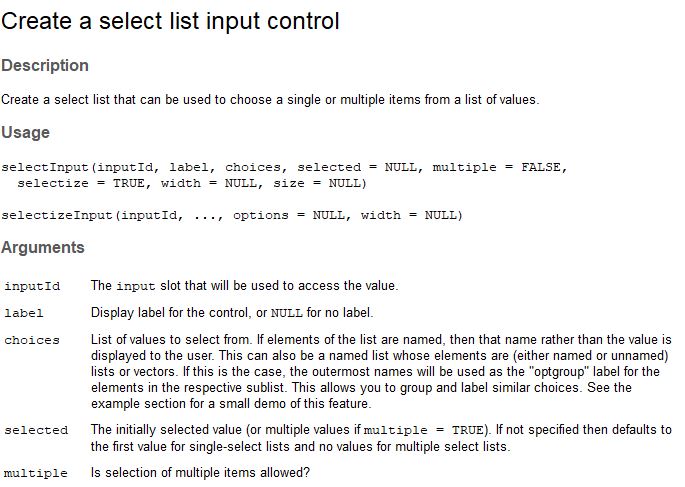 Create a select list input control
Description
Create a select list that can be used to choose a single or multiple items from a list of values.
Usage
selectInput(inputId, label, choices, selected = NULL, multiple = FALSE,
selectize = TRUE, width = NULL, size = NULL)
selectizeInput(inputId, ..., options = NULL, width = NULL)
Arguments
inputId The input slot that will be used to access the value.
label Display label for the control, or NULL for no label.
choices List of values to select from. If elements of the list are named, then that name rather than the value is
displayed to the user. This can also be a named list whose elements are (either named or unnamed)
lists or vectors. If this is the case, the outermost names will be used as the "optgroup" label for the
elements in the respective sublist. This allows you to group and label similar choices. See the
example section for a small demo of this feature.
selected The initially selected value (or multiple values if multiple = TRUE). If not specified then defaults to
the first value for single-select lists and no values for multiple select lists.
multiple Is selection of multiple items allowed?